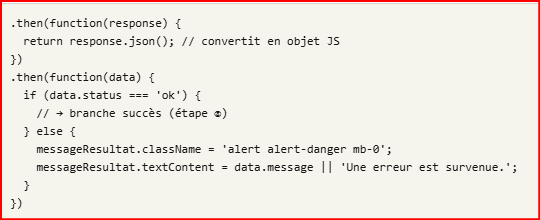 .then(function(response) {
  return response.json(); // convertit en objet JS
})
.then(function(data) {
  if (data.status === 'ok') {
    // → branche succès (étape )
  } else {
    messageResultat.className = 'alert alert-danger mb-0';
    messageResultat.textContent = data.message || 'Une erreur est survenue.';
  }
})